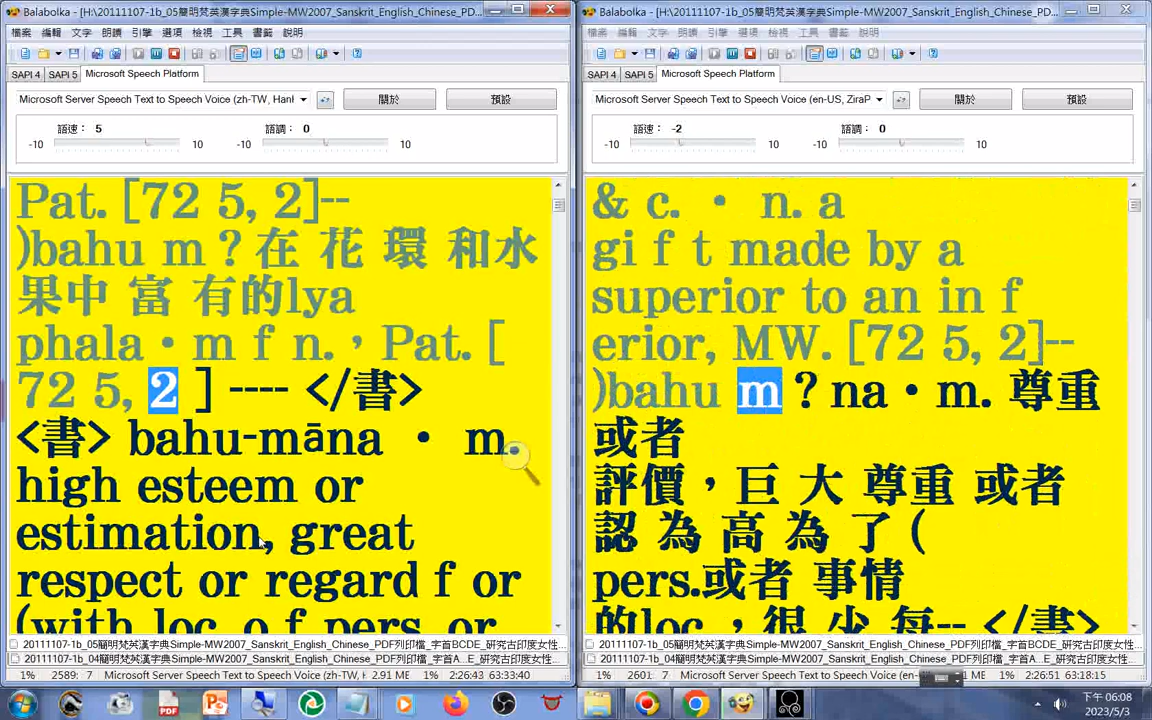 Balabolka - [H:\20111107-1b_05簡明梵英漢字典Simple-MW2007_Sanskrit_English_Chinese_PD...
檔案 編輯 文字 朗讀 引擎 選項 檢視 工具 書籤 說明
SAPI 4 SAPI 5 Microsoft Speech Platform
Microsoft Server Speech Text to Speech Voice (zh-TW, Hanl
關於 預設
語速： 5 語調： 0
-10 10 -10 10
Pat. [72 5, 2]--
)bahu m？在 花 環 和水
果中 富 有的lya
phala・m f n.，Pat. [
72 5, 2 ] ---- </書>
<書> bahu-māna ・ m.
high esteem or
estimation, great
respect or regard f or
(with loc. o f pers. or
20111107-1b_05簡明梵英漢字典Simple-MW2007_Sanskrit_English_Chinese_PDF列印檔_字首BCDE_研究古印度女性...
20111107-1b_04簡明梵英漢字典Simple-MW2007_Sanskrit_English_Chinese_PDF列印檔_字首A...E_研究古印度女性...
1% 2589: 7 Microsoft Server Speech Text to Speech Voice (zh-TW, 2.91 ME 1% 2:26:43 63:33:40
Balabolka - [H:\20111107-1b_05簡明梵英漢字典Simple-MW2007_Sanskrit_English_Chinese_PD...
檔案 編輯 文字 朗讀 引擎 選項 檢視 工具 書籤 說明
SAPI 4 SAPI 5 Microsoft Speech Platform
Microsoft Server Speech Text to Speech Voice (en-US, ZiraP
關於 預設
語速： -2 語調： 0
-10 10 -10 10
& c. ・ n. a
gi f t made by a
superior to an in f
erior, MW. [72 5, 2]--
)bahu m？na・m. 尊重
或者
評價，巨 大 尊重 或者
認 為 高 為 了（
pers.或者 事情
的loc.，很 少 每-- </書>
20111107-1b_05簡明梵英漢字典Simple-MW2007_Sanskrit_English_Chinese_PDF列印檔_字首BCDE_研究古印度女性...
20111107-1b_04簡明梵英漢字典Simple-MW2007_Sanskrit_English_Chinese_PDF列印檔_字首A...E_研究古印度女性...
1% 2601: 7 Microsoft Server Speech Text to Speech Voice (en-US, 1% 2:26:51 63:18:15
下午 06:08
2023/5/3